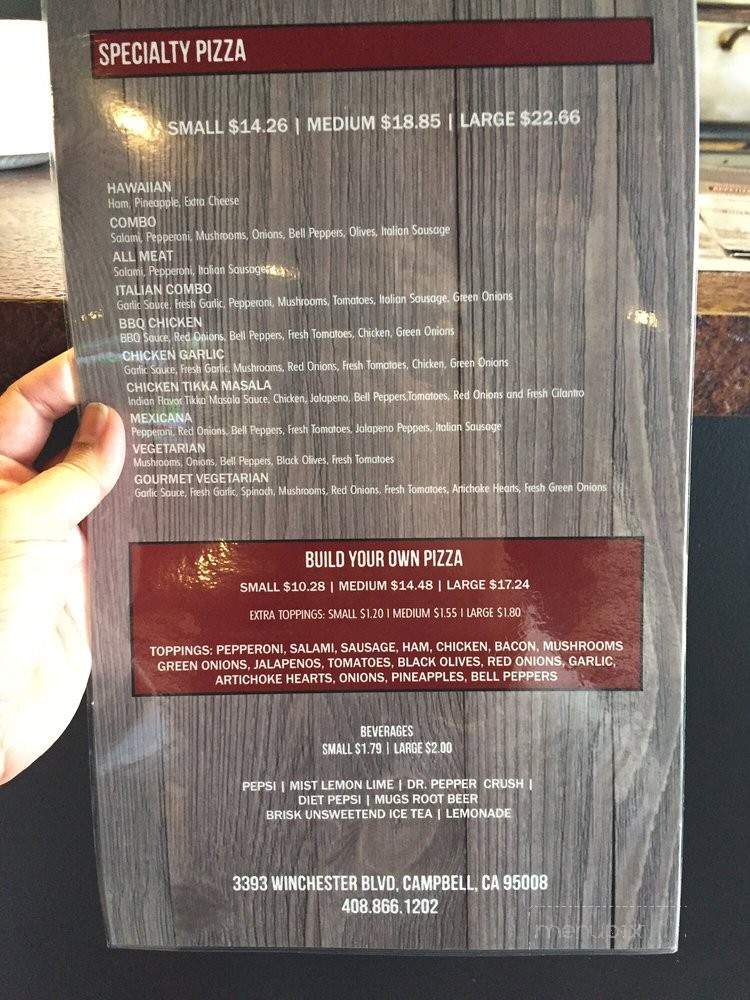 SPECIALTY PIZZA
SMALL $14.26 | MEDIUM $18.85 | LARGE $22.66
HAWAIIAN
Ham, Pineapple, Extra Cheese
COMBO
Salami, Pepperoni, Mushrooms, Onions, Bell Peppers, Olives, Italian Sausage
ALL MEAT
Salami, Pepperoni, Italian Sausage
ITALIAN COMBO
Garlic Sauce, Fresh Garlic, Pepperoni, Mushrooms, Tomatoes, Italian Sausage, Green Onions
BBQ CHICKEN
BBQ Sauce, Red Onions, Bell Peppers, Fresh Tomatoes, Chicken, Green Onions
CHICKEN GARLIC
Garlic Sauce, Fresh Garlic, Mushrooms, Red Onions, Fresh Tomatoes, Chicken, Green Onions
CHICKEN TIKKA MASALA
Indian Flavor Tikka Masala Sauce, Chicken, Jalapeno, Bell Peppers,Tomatoes, Red Onions and Fresh Cilantro
MEXICANA
Pepperoni, Red Onions, Bell Peppers, Fresh Tomatoes, Jalapeno Peppers, Italian Sausage
VEGETARIAN
Mushrooms, Onions, Bell Peppers, Black Olives, Fresh Tomatoes
GOURMET VEGETARIAN
Garlic Sauce, Fresh Garlic, Spinach, Mushrooms, Red Onions, Fresh Tomatoes, Artichoke Hearts, Fresh Green Onions
BUILD YOUR OWN PIZZA
SMALL $10.28 | MEDIUM $14.48 | LARGE $17.24
EXTRA TOPPINGS: SMALL $1.20 | MEDIUM $1.55 | LARGE $1.80
TOPPINGS: PEPPERONI, SALAMI, SAUSAGE, HAM, CHICKEN, BACON, MUSHROOMS
GREEN ONIONS, JALAPENOS, TOMATOES, BLACK OLIVES, RED ONIONS, GARLIC,
ARTICHOKE HEARTS, ONIONS, PINEAPPLES, BELL PEPPERS
BEVERAGES
SMALL $1.79 | LARGE $2.00
PEPSI | MIST LEMON LIME | DR. PEPPER CRUSH |
DIET PEPSI | MUGS ROOT BEER
BRISK UNSWEETEND ICE TEA | LEMONADE
3393 WINCHESTER BLVD, CAMPBELL, CA 95008
408.866.1202
menupix